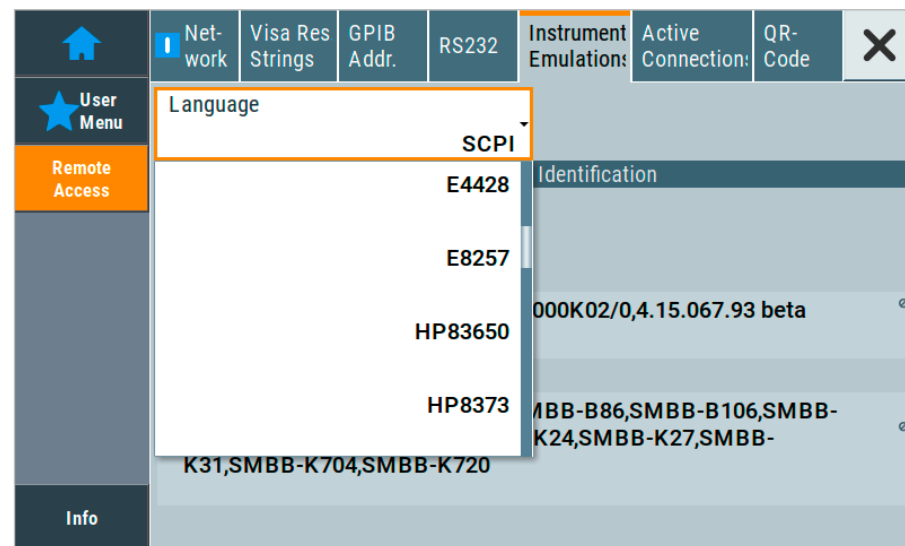 Net-
work
Visa Res
Strings
GPIB
Addr.
RS232
Instrument
Emulations
Active
Connections
QR-
Code
User
Menu
Remote
Access
Info
Language
SCPI
E4428
E8257
HP83650
HP8373
Identification
000K02/0,4.15.067.93 beta
MBB-B86,SMBB-B106,SMBB-
K24,SMBB-K27,SMBB-
K31,SMBB-K704,SMBB-K720